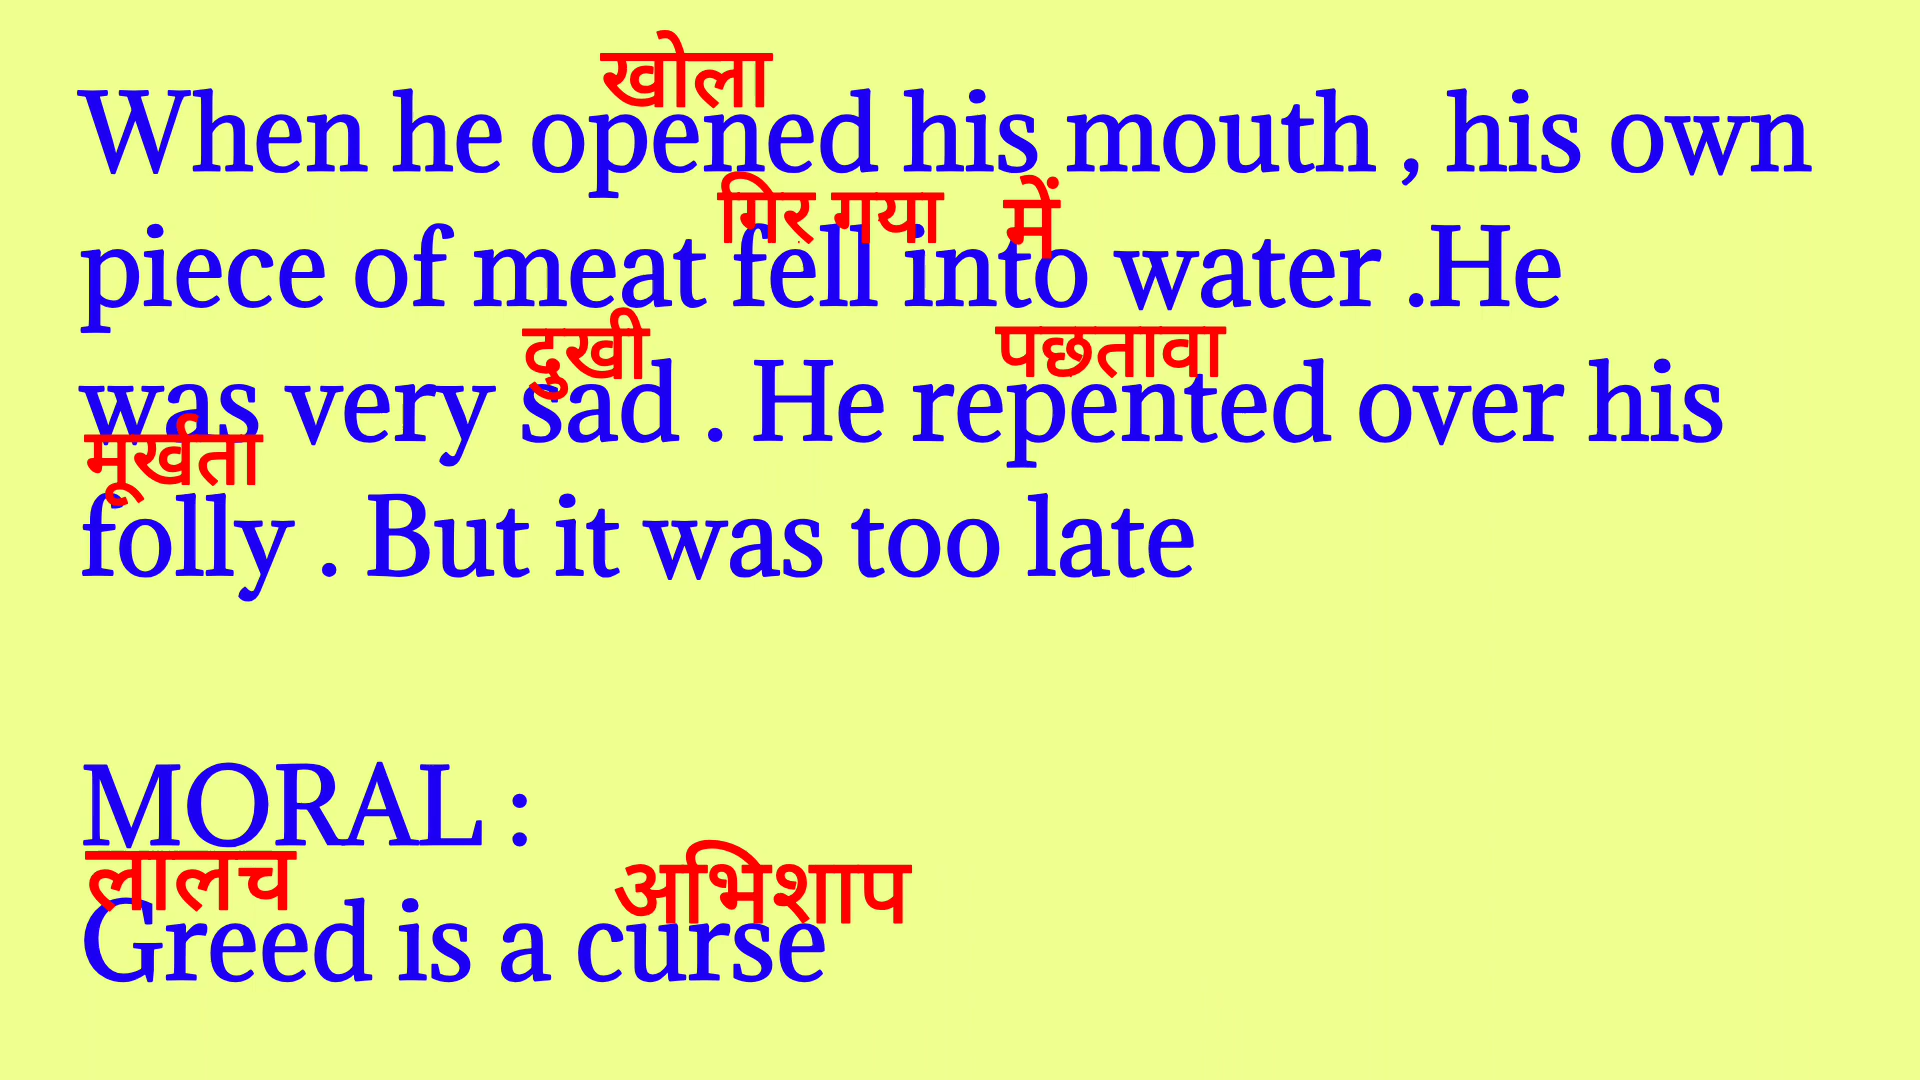 खोला
When he opened his mouth , his own
गिर गया में
piece of meat fell into water .He
दुखी पछतावा
was very sad . He repented over his
मूर्खता
folly . But it was too late
MORAL :
लालच अभिशाप
Greed is a curse